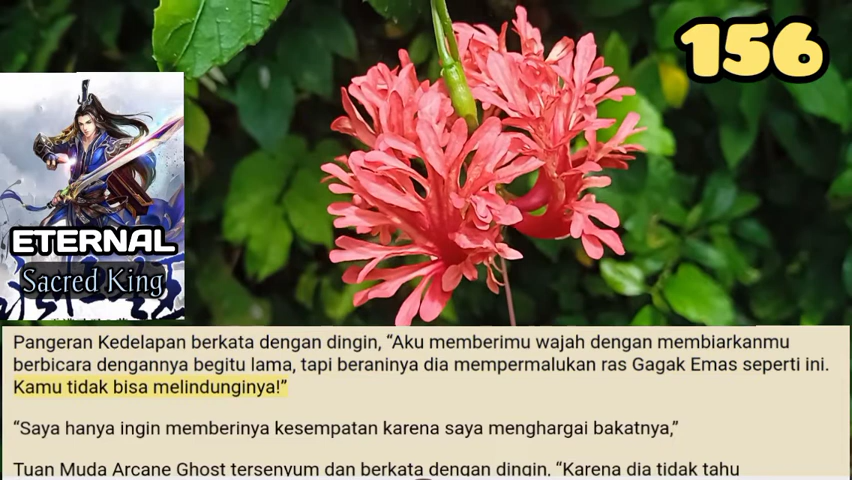 156
ETERNAL
Sacred King
Pangeran Kedelapan berkata dengan dingin, “Aku memberimu wajah dengan membiarkanmu
berbicara dengannya begitu lama, tapi beraninya dia mempermalukan ras Gagak Emas seperti ini.
Kamu tidak bisa melindunginya!”
“Saya hanya ingin memberinya kesempatan karena saya menghargai bakatnya,”
Tuan Muda Arcane Ghost tersenyum dan berkata dengan dingin, “Karena dia tidak tahu